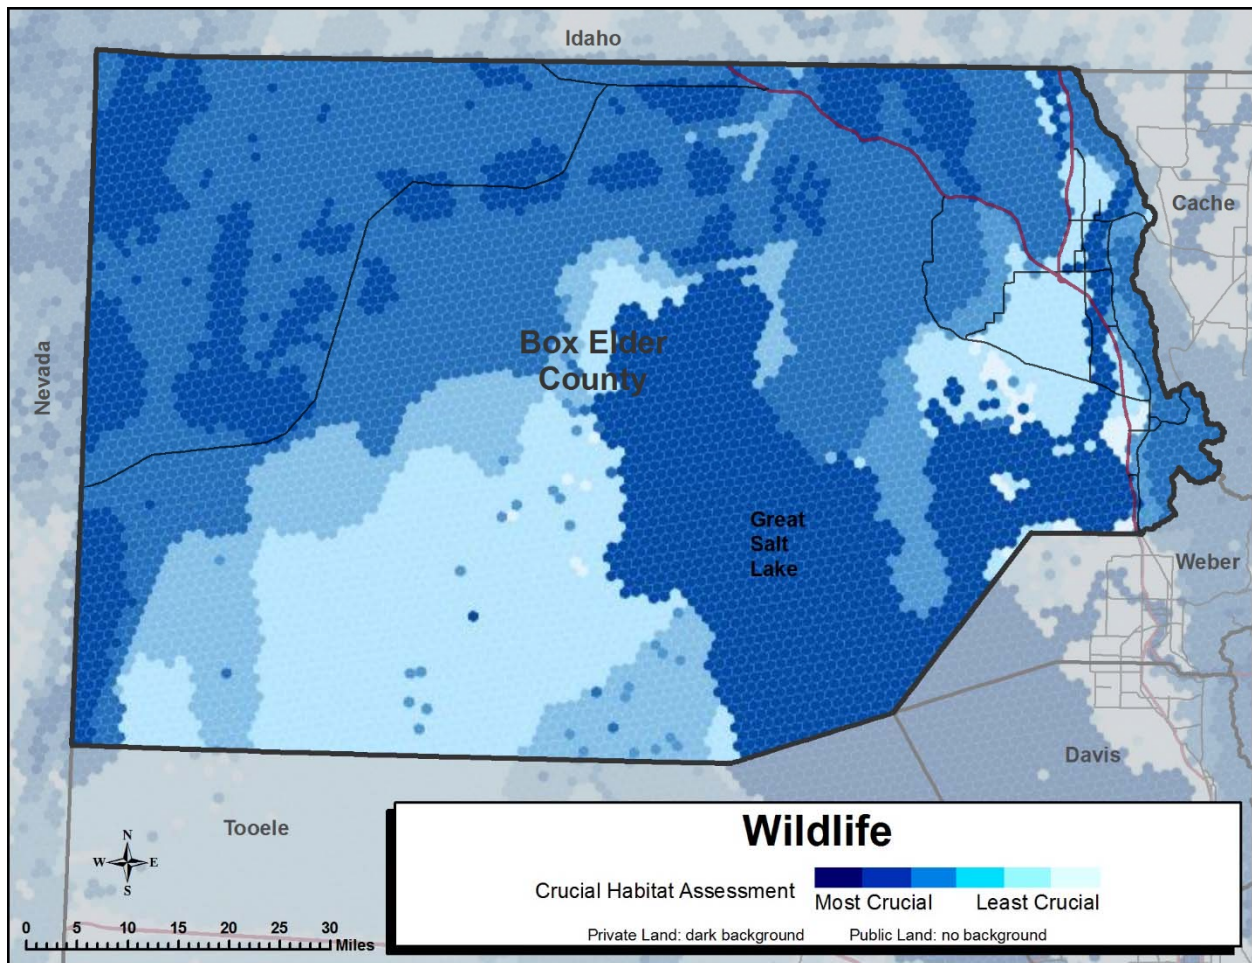 Idaho
Cache
Nevada
Box Elder
County
Great
Salt
Lake
Weber
Davis
Tooele
N
W E
S
0 5 10 15 20 25 30
Miles
Wildlife
Crucial Habitat Assessment
Most Crucial Least Crucial
Private Land: dark background Public Land: no background